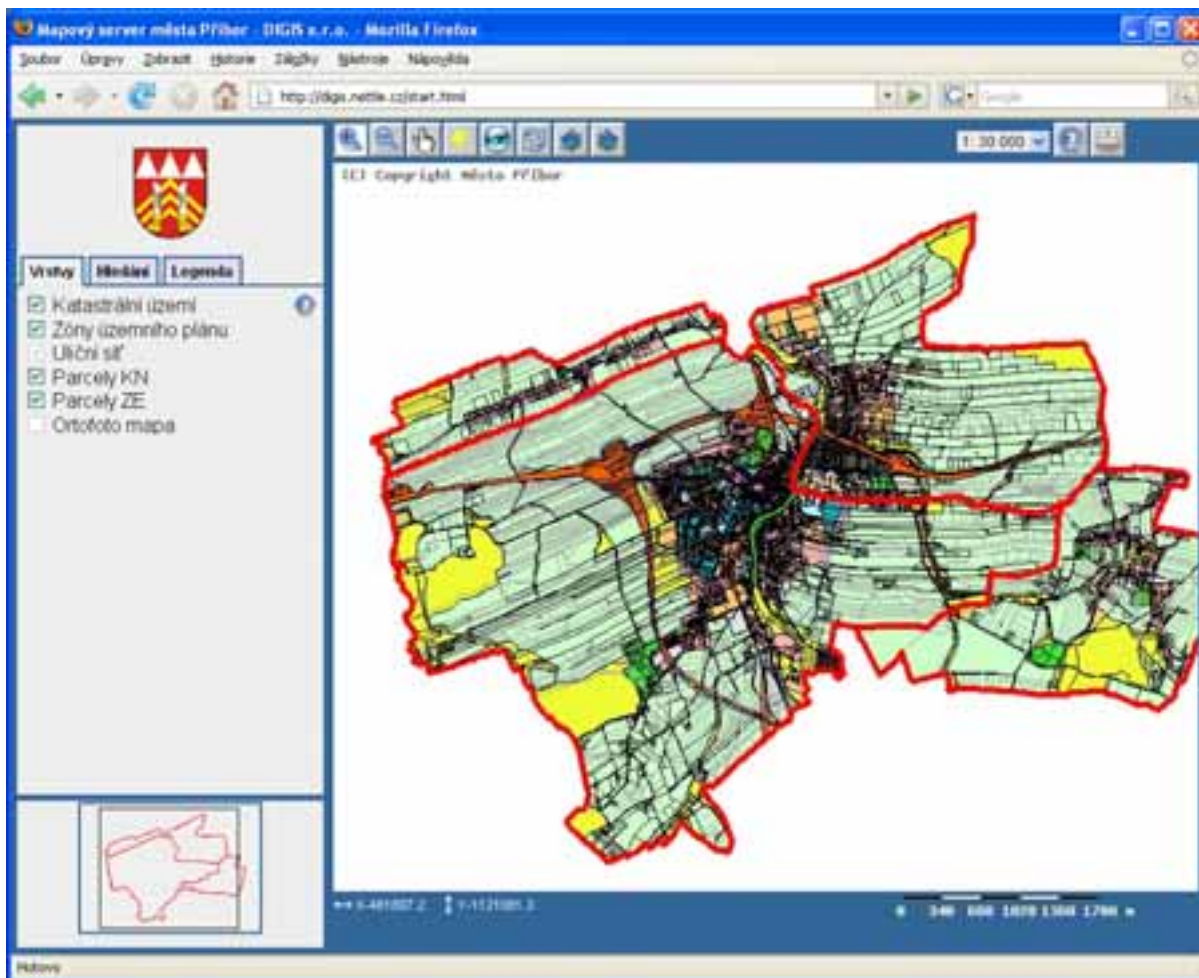 Mapový server města Příbor - DIGIS s.r.o. - Mozilla Firefox
Soubor Úpravy Zobrazit Historie Záložky Nástroje Nápověda
http://digis.nettle.cz/start.html
Google
1: 30 000
(C) Copyright města Příbor
Vrstvy Hledání Legenda
Katastrální území
Zóny územního plánu
Uliční síť
Parcely KN
Parcely ZE
Ortofoto mapa
0 340 680 1020 1360 1700 m
Hotovo